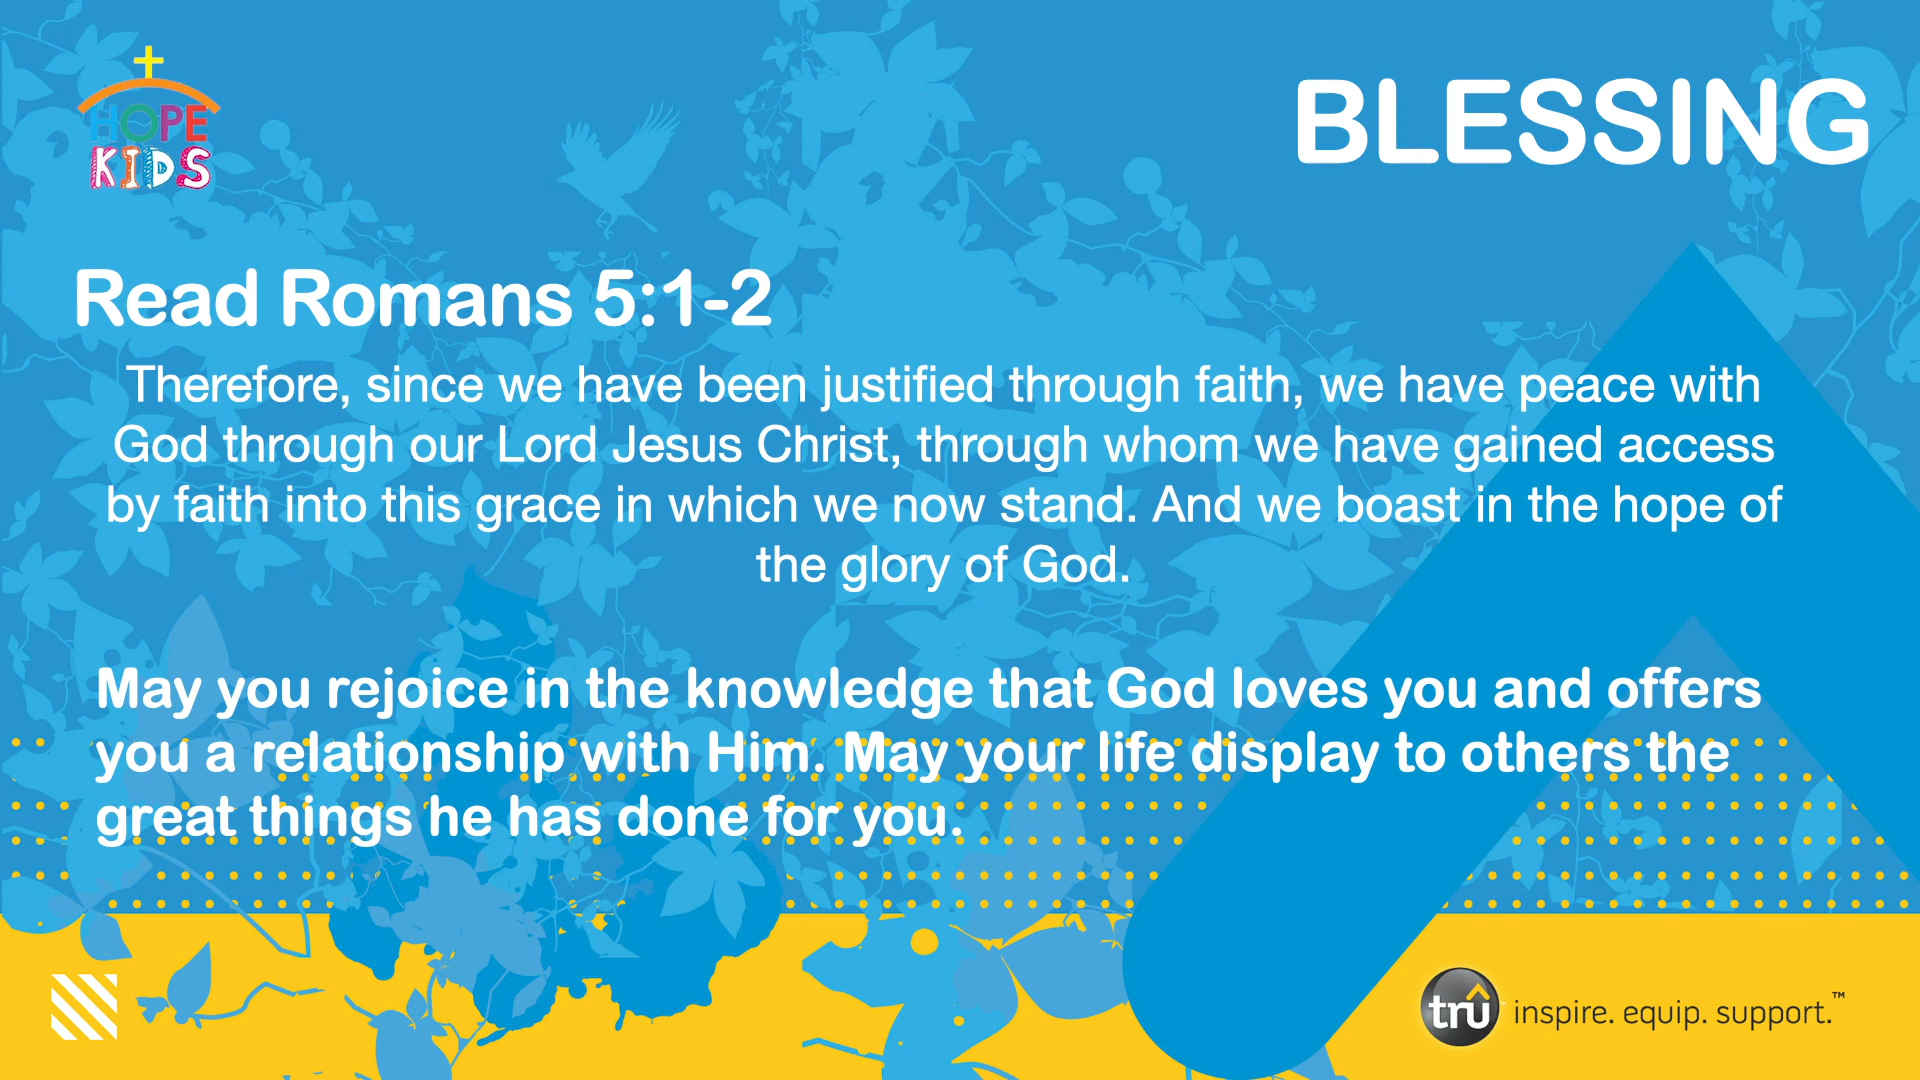 HOPE
KIDS
BLESSING
Read Romans 5:1-2
Therefore, since we have been justified through faith, we have peace with
God through our Lord Jesus Christ, through whom we have gained access
by faith into this grace in which we now stand. And we boast in the hope of
the glory of God.
May you rejoice in the knowledge that God loves you and offers
you a relationship with Him. May your life display to others the
great things he has done for you.
trû inspire. equip. support.™